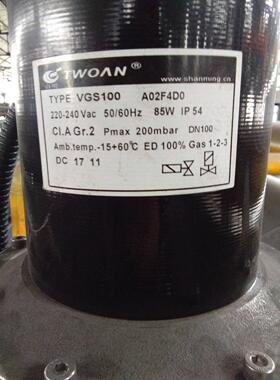 TWOAN®
www.shanming.cn
TYPE VGS100 A02F4D0
220-240 Vac 50/60Hz 85W IP 54
Cl.A Gr.2 Pmax 200mbar DN100
Amb.temp.-15+60°C ED 100% Gas 1-2-3
DC 17 11